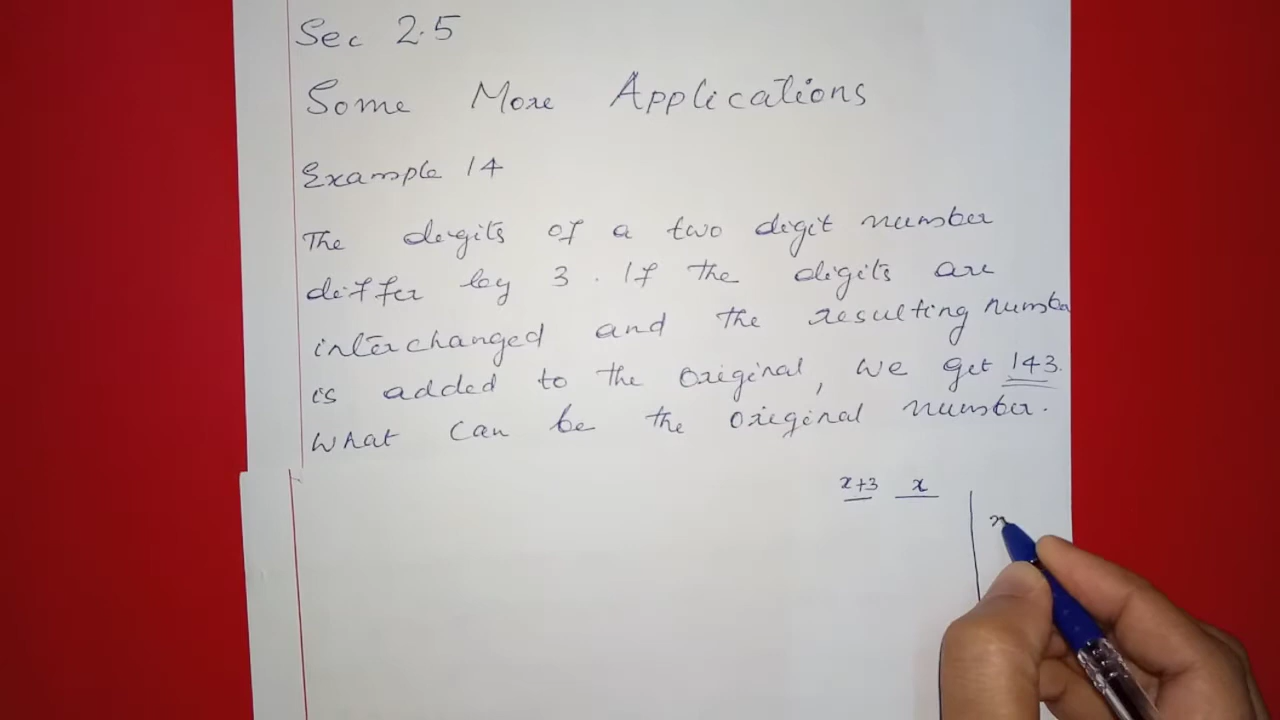 Sec 2.5
Some More Applications
Example 14
The digits of a two digit number
differ by 3. If the digits are
interchanged and the resulting number
is added to the original, we get 143.
What can be the original number.
x+3 x
x